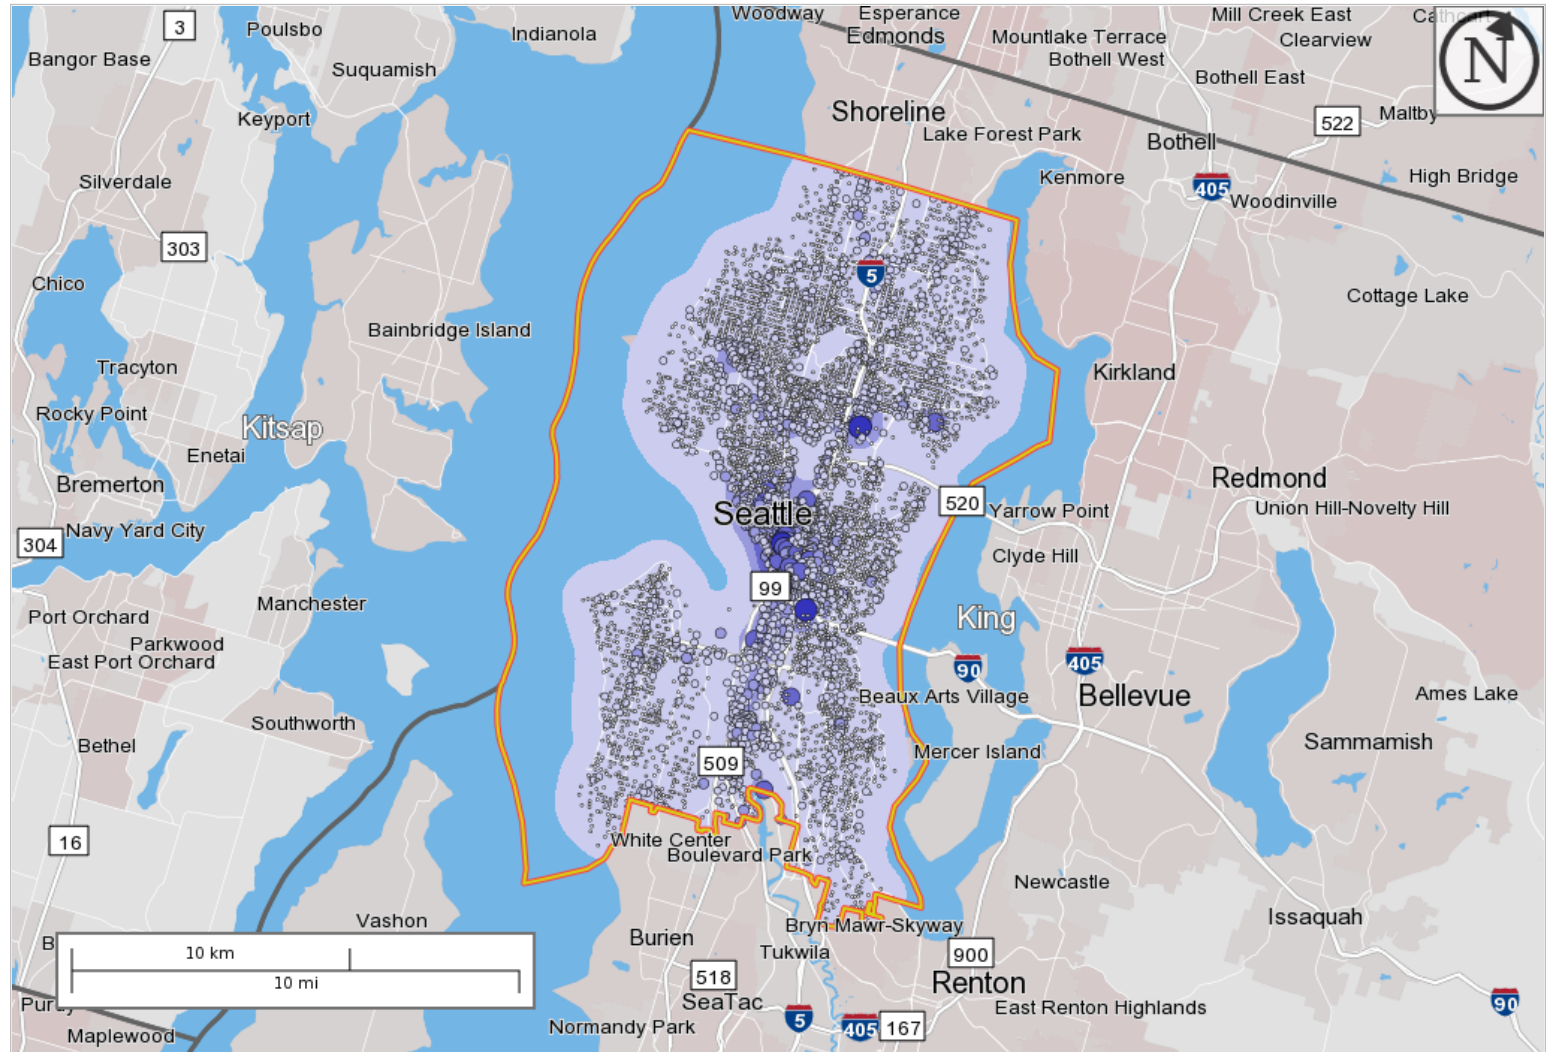 Woodway
Esperance
Mill Creek East
3
Poulsbo
Indianola
Edmonds
Mountlake Terrace
Clearview
N
Bangor Base
Bothell West
Suquamish
Bothell East
Shoreline
Maltby
Keyport
522
Lake Forest Park
Bothell
Kenmore
High Bridge
Silverdale
405
Woodinville
303
5
Chico
Cottage Lake
Bainbridge Island
Tracyton
Kirkland
Rocky Point
Kitsap
Enetai
Bremerton
Redmond
520
Yarrow Point
Union Hill-Novelty Hill
Seattle
Navy Yard City
304
Clyde Hill
99
Manchester
Port Orchard
King
Parkwood
East Port Orchard
90
405
Beaux Arts Village
Bellevue
Ames Lake
Southworth
Bethel
Mercer Island
Sammamish
509
16
White Center
Boulevard Park
Newcastle
Vashon
Issaquah
Bryn Mawr-Skyway
Burien
Tukwila
900
10 km
518
Renton
10 mi
SeaTac
East Renton Highlands
90
5
405
167
Normandy Park
Maplewood